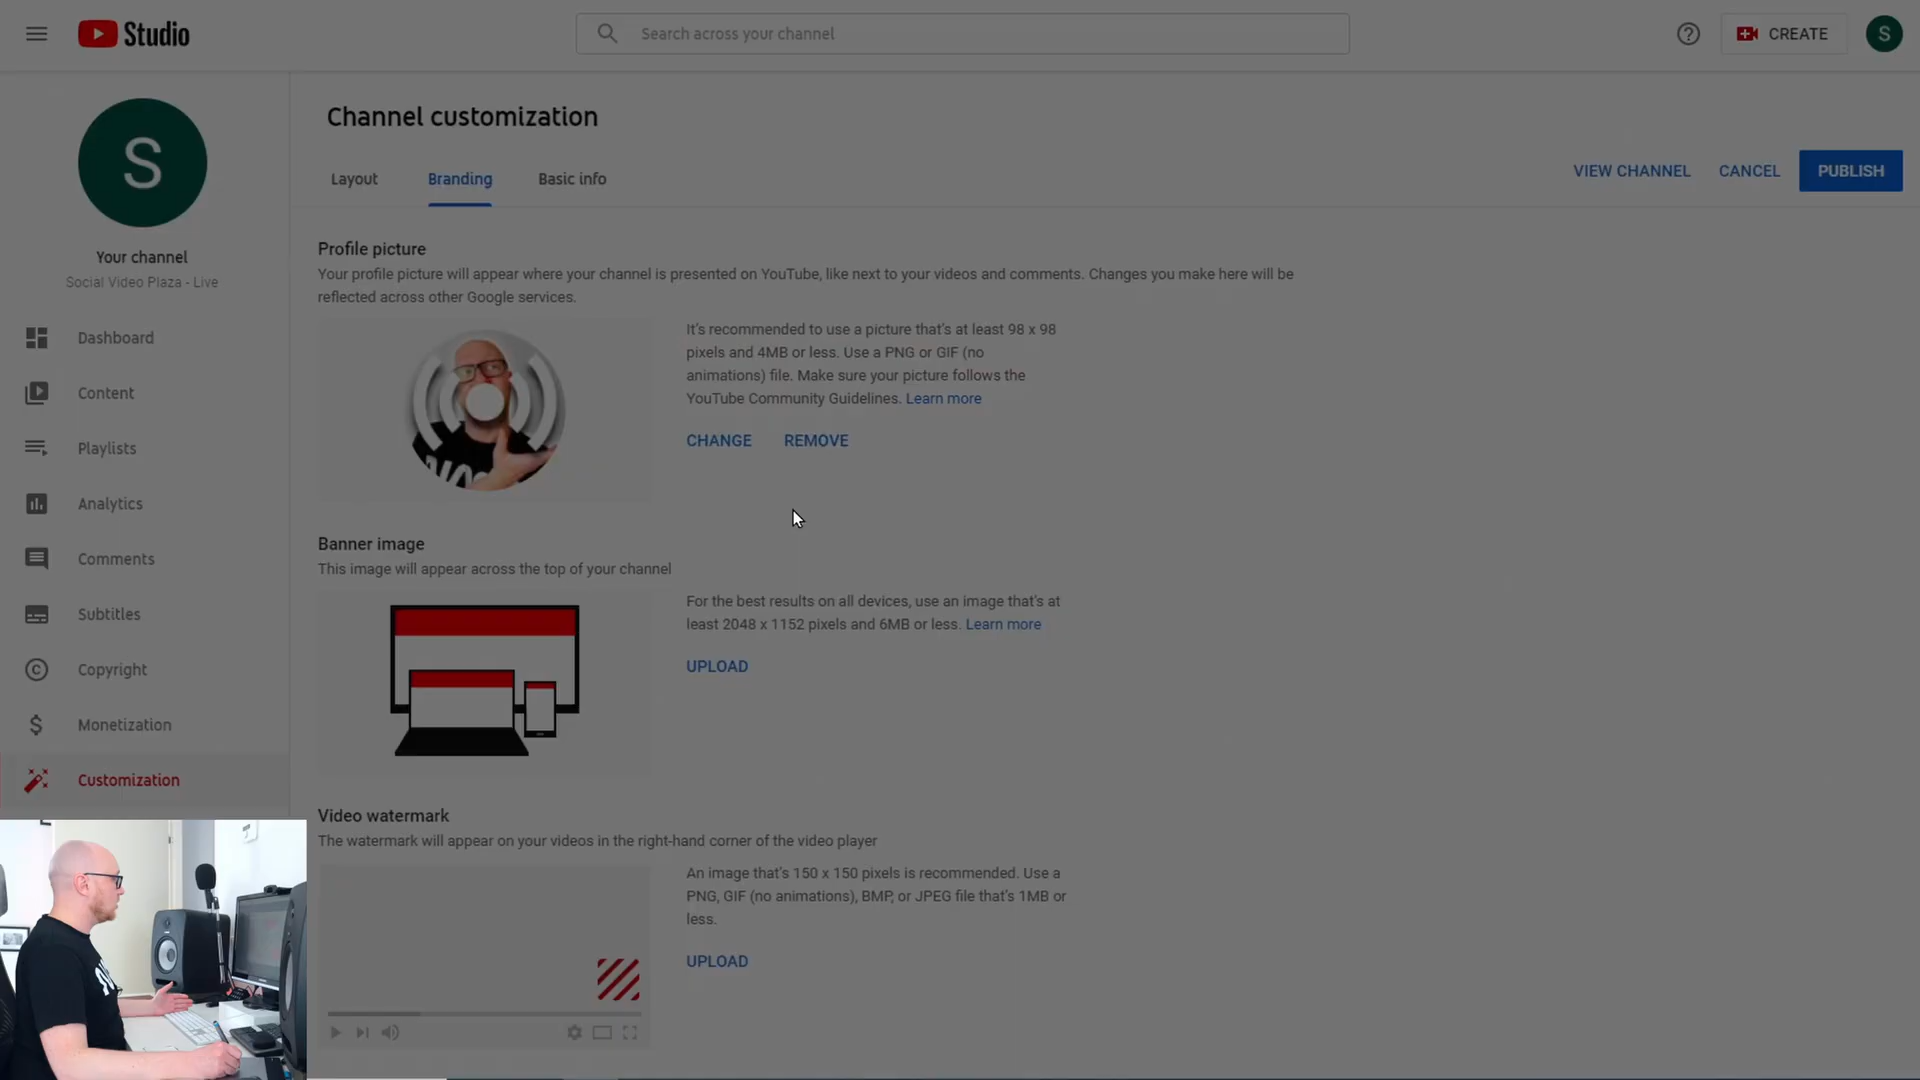 Studio
Search across your channel
CREATE
S
S
Your channel
Social Video Plaza - Live
Dashboard
Content
Playlists
Analytics
Comments
Subtitles
Copyright
Monetization
Customization
Channel customization
Layout
Branding
Basic info
VIEW CHANNEL
CANCEL
PUBLISH
Profile picture
Your profile picture will appear where your channel is presented on YouTube, like next to your videos and comments. Changes you make here will be
reflected across other Google services.
It's recommended to use a picture that's at least 98 x 98
pixels and 4MB or less. Use a PNG or GIF (no
animations) file. Make sure your picture follows the
YouTube Community Guidelines. Learn more
CHANGE
REMOVE
Banner image
This image will appear across the top of your channel
For the best results on all devices, use an image that's at
least 2048 x 1152 pixels and 6MB or less. Learn more
UPLOAD
Video watermark
The watermark will appear on your videos in the right-hand corner of the video player
An image that's 150 x 150 pixels is recommended. Use a
PNG, GIF (no animations), BMP, or JPEG file that's 1MB or
less.
UPLOAD